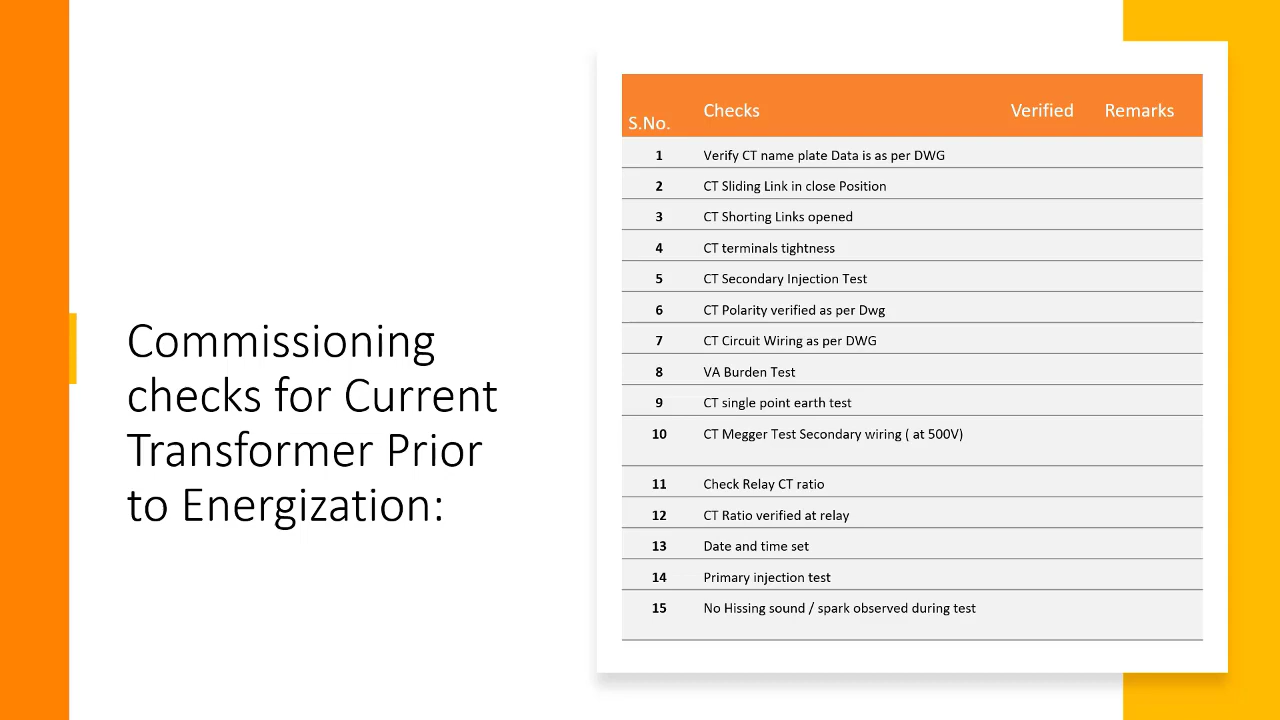 Commissioning
checks for Current
Transformer Prior
to Energization:
S.No. Checks Verified Remarks
1 Verify CT name plate Data is as per DWG
2 CT Sliding Link in close Position
3 CT Shorting Links opened
4 CT terminals tightness
5 CT Secondary Injection Test
6 CT Polarity verified as per Dwg
7 CT Circuit Wiring as per DWG
8 VA Burden Test
9 CT single point earth test
10 CT Megger Test Secondary wiring ( at 500V)
11 Check Relay CT ratio
12 CT Ratio verified at relay
13 Date and time set
14 Primary injection test
15 No Hissing sound / spark observed during test